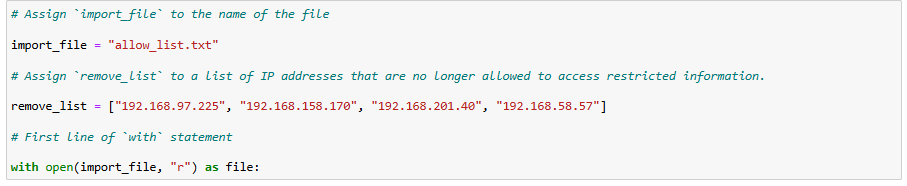 # Assign `import_file` to the name of the file
import_file = "allow_list.txt"
# Assign `remove_list` to a list of IP addresses that are no longer allowed to access restricted information.
remove_list = ["192.168.97.225", "192.168.158.170", "192.168.201.40", "192.168.58.57"]
# First line of `with` statement
with open(import_file, "r") as file: